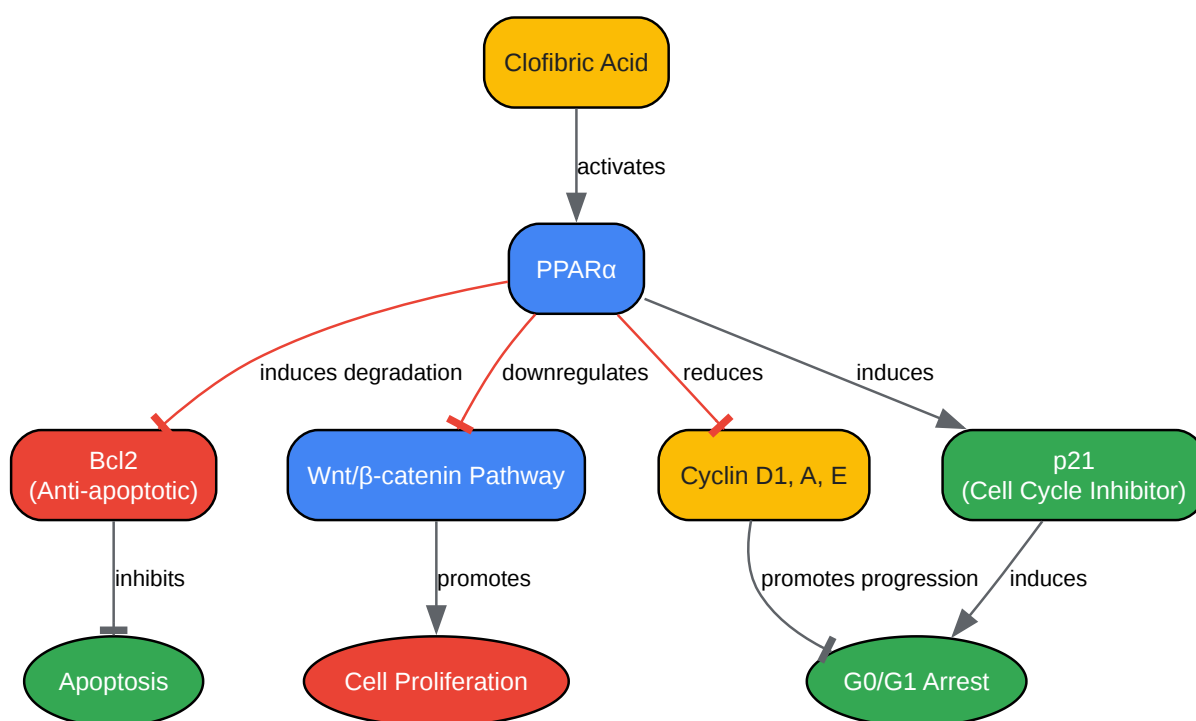 Clofibric Acid
activates
PPARα
induces degradation
downregulates
reduces
induces
Bcl2
(Anti-apoptotic)
Wnt/β-catenin Pathway
Cyclin D1, A, E
p21
(Cell Cycle Inhibitor)
inhibits
promotes
promotes progression
induces
Apoptosis
Cell Proliferation
G0/G1 Arrest